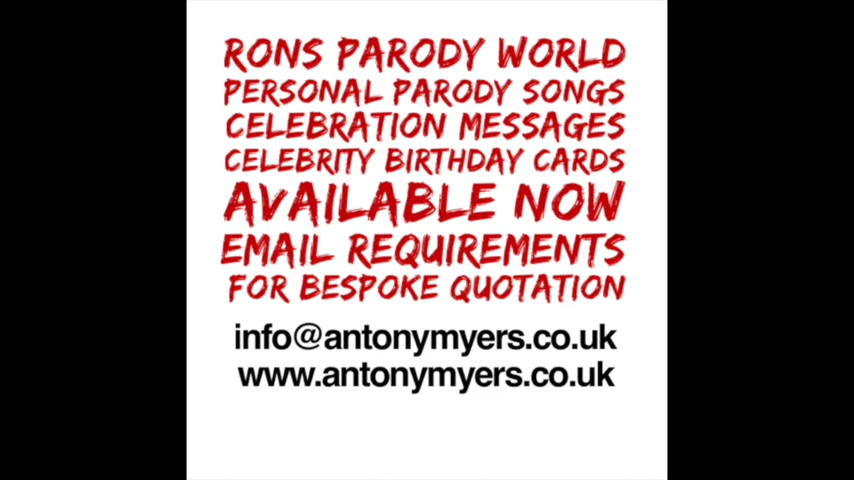 RONS PARODY WORLD
PERSONAL PARODY SONGS
CELEBRATION MESSAGES
CELEBRITY BIRTHDAY CARDS
AVAILABLE NOW
EMAIL REQUIREMENTS
FOR BESPOKE QUOTATION
info@antonymyers.co.uk
www.antonymyers.co.uk